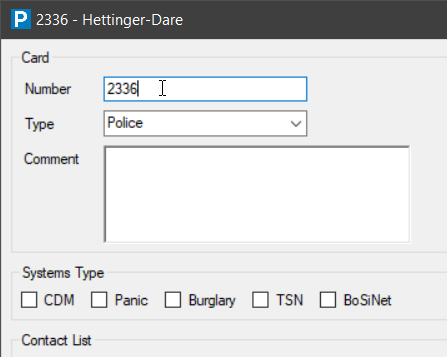 P 2336 - Hettinger-Dare
Card
Number 2336
Type Police
Comment
Systems Type
CDM Panic Burglary TSN BoSiNet
Contact List